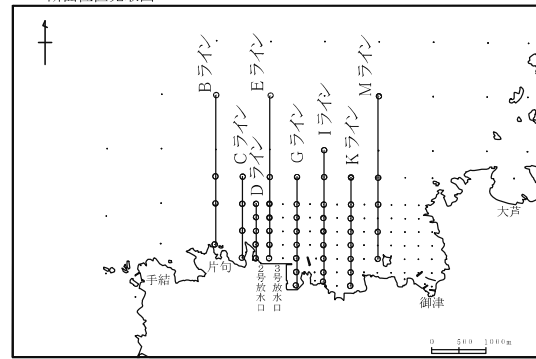 Bライン
Cライン
Dライン
Eライン
Gライン
Iライン
Kライン
Mライン
大芦
手結
片句
2号放水口
3号放水口
御津
0 500 1000m